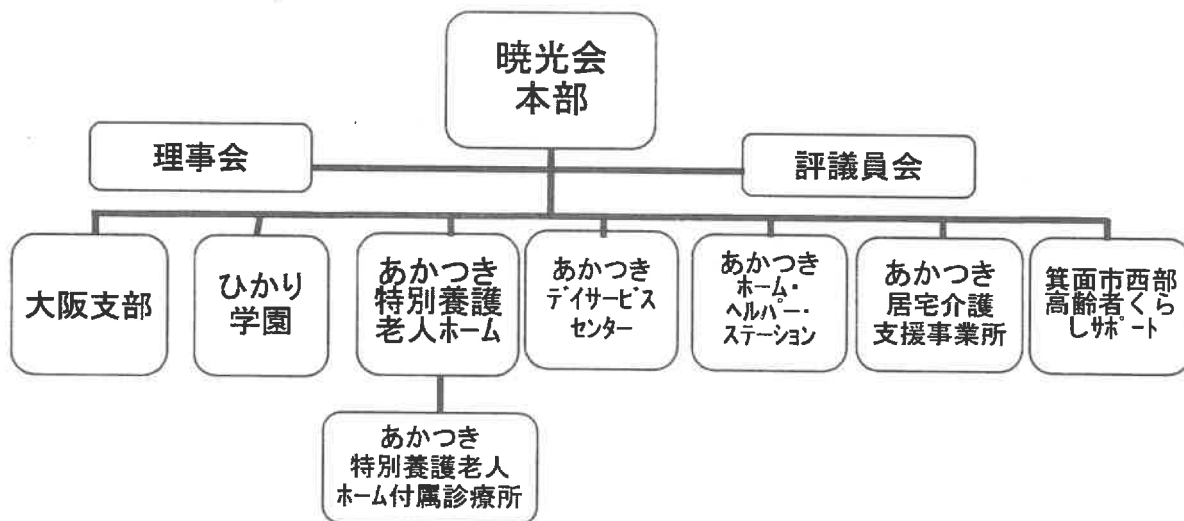 暁光会
本部
理事会
評議員会
大阪支部
ひかり
学園
あかつき
特別養護
老人ホーム
あかつき
デイサービス
センター
あかつき
ホーム・
ヘルパー・
ステーション
あかつき
居宅介護
支援事業所
箕面市西部
高齢者くら
しサポート
あかつき
特別養護老人
ホーム付属診療所